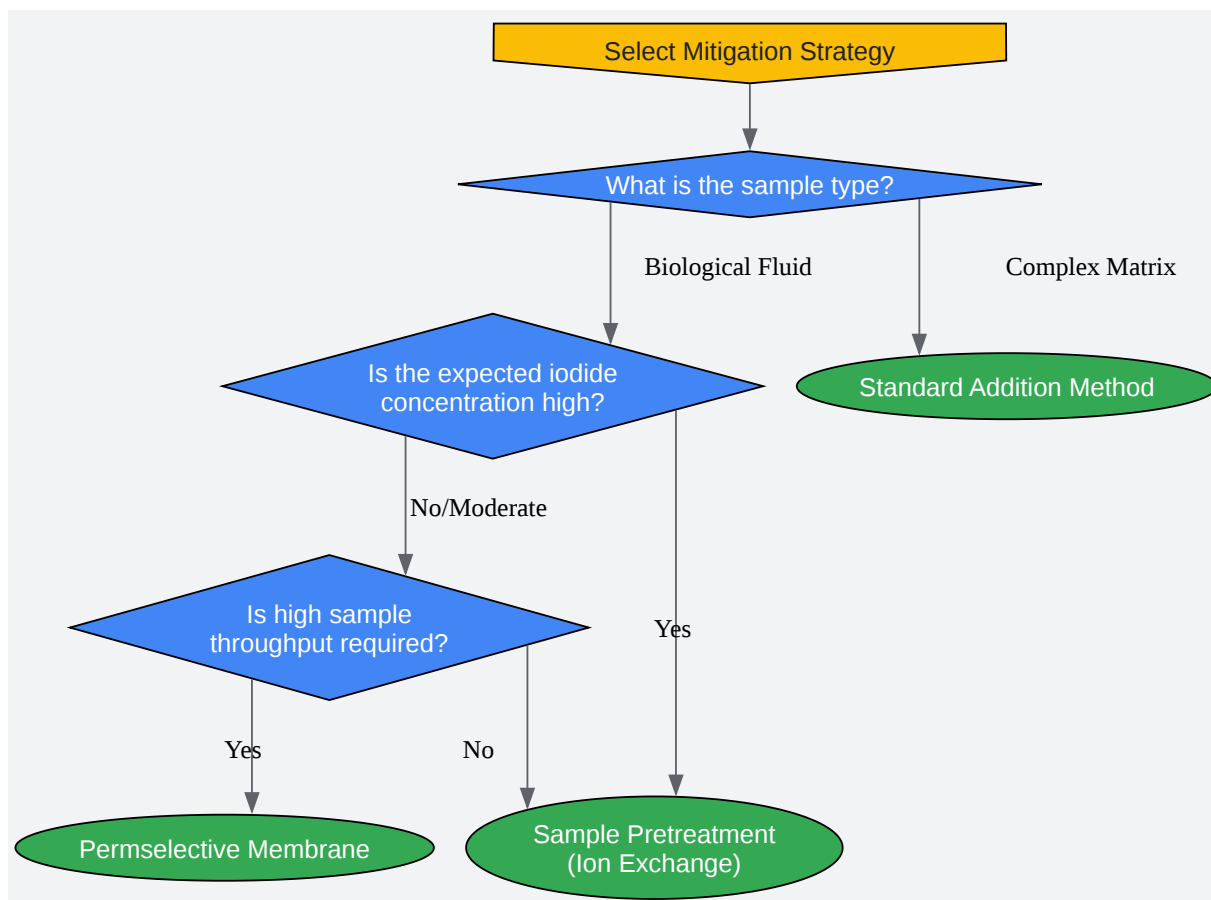 Select Mitigation Strategy
What is the sample type?
Biological Fluid
Complex Matrix
Is the expected iodide
concentration high?
Standard Addition Method
No/Moderate
Is high sample
throughput required?
Yes
Yes
No
Permselective Membrane
Sample Pretreatment
(Ion Exchange)